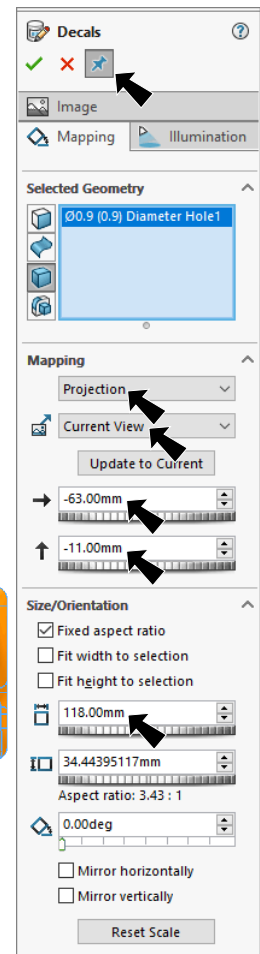 Decals
Image
Mapping Illumination
Selected Geometry
Ø0.9 (0.9) Diameter Hole1
Mapping
Projection
Current View
Update to Current
-63.00mm
-11.00mm
Size/Orientation
Fixed aspect ratio
Fit width to selection
Fit height to selection
118.00mm
34.44395117mm
Aspect ratio: 3.43 : 1
0.00deg
Mirror horizontally
Mirror vertically
Reset Scale